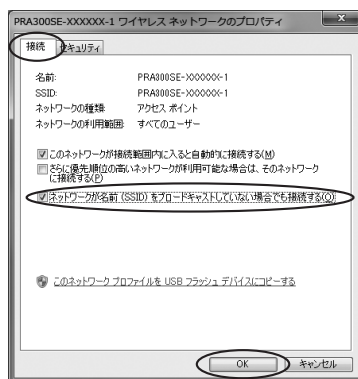 PRA300SE-XXXXXX-1 ワイヤレス ネットワークのプロパティ
接続 セキュリティ
名前: PRA300SE-XXXXXX-1
SSID: PRA300SE-XXXXXX-1
ネットワークの種類: アクセス ポイント
ネットワークの利用範囲: すべてのユーザー
このネットワークが接続範囲内に入ると自動的に接続する(M)
さらに優先順位の高いネットワークが利用可能な場合は、そのネットワーク
に接続する(P)
ネットワークが名前 (SSID) をブロードキャストしていない場合でも接続する(O)
このネットワーク プロファイルを USB フラッシュ デバイスにコピーする
OK キャンセル